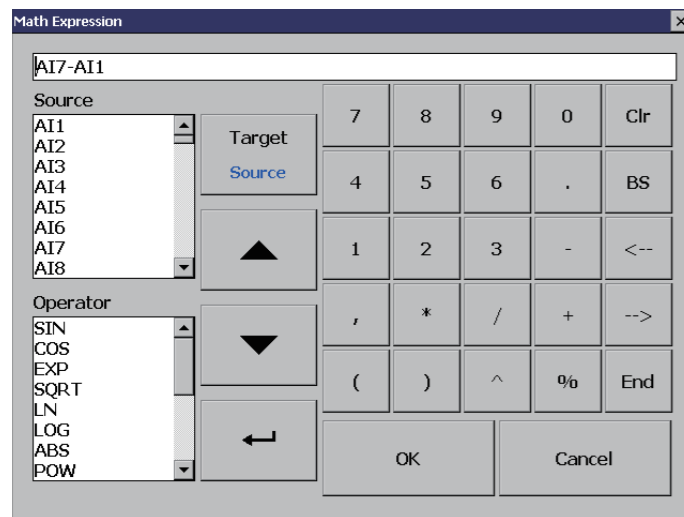 Math Expression
×
AI7-AI1
Source
AI1
AI2
AI3
AI4
AI5
AI6
AI7
AI8
Target
Source
Operator
SIN
COS
EXP
SQRT
LN
LOG
ABS
POW
7 8 9 0 Clr
4 5 6 . BS
1 2 3 - <--
, * / + -->
( ) ^ % End
OK Cancel